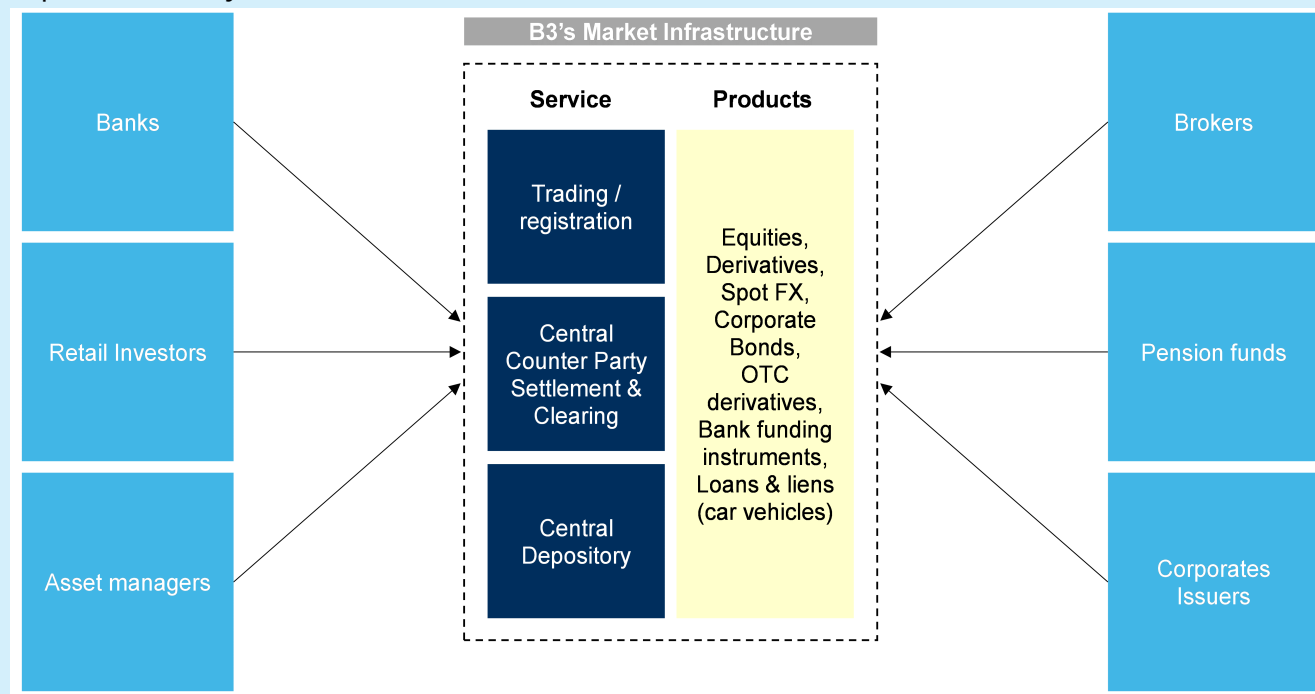 B3's Market Infrastructure
Banks
Retail Investors
Asset managers
Service
Trading /
registration
Central
Counter Party
Settlement &
Clearing
Central
Depository
Products
Equities,
Derivatives,
Spot FX,
Corporate
Bonds,
OTC
derivatives,
Bank funding
instruments,
Loans & liens
(car vehicles)
Brokers
Pension funds
Corporates
Issuers